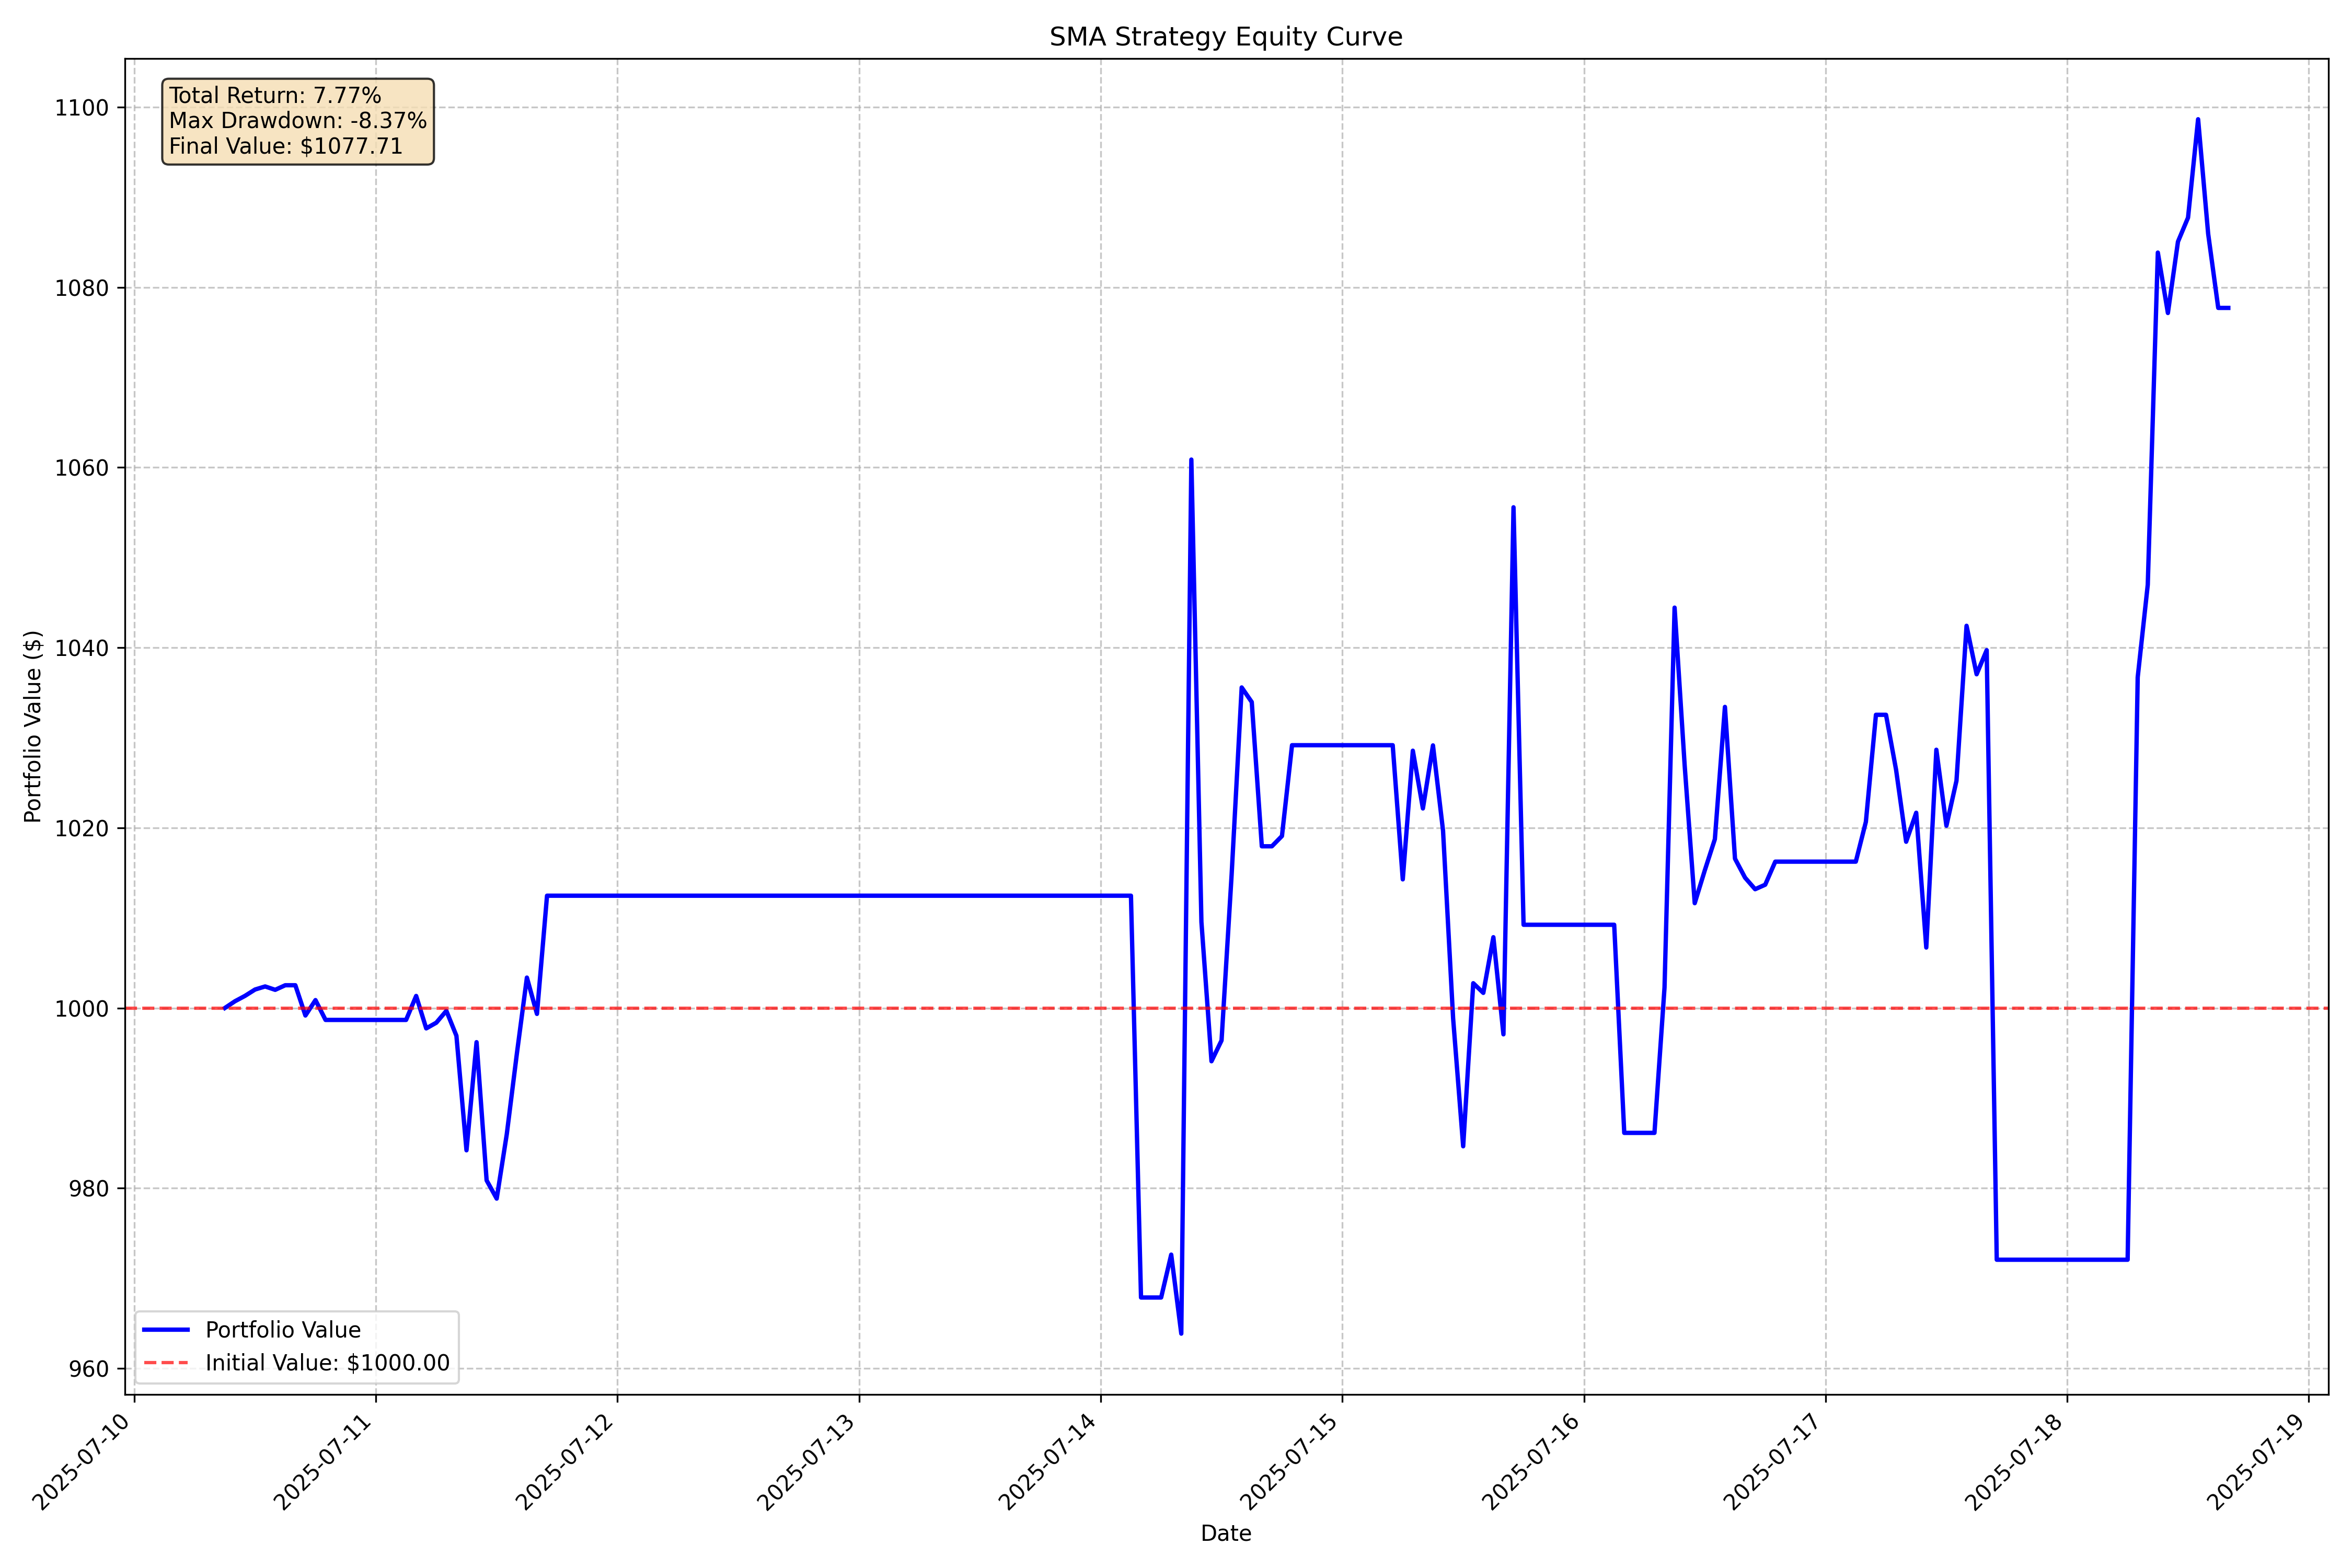 SMA Strategy Equity Curve
Total Return: 7.77%
Max Drawdown: -8.37%
Final Value: $1077.71
Portfolio Value ($)
1100
1080
1060
1040
1020
1000
980
960
Portfolio Value
Initial Value: $1000.00
2025-07-10
2025-07-11
2025-07-12
2025-07-13
2025-07-14
2025-07-15
2025-07-16
2025-07-17
2025-07-18
2025-07-19
Date